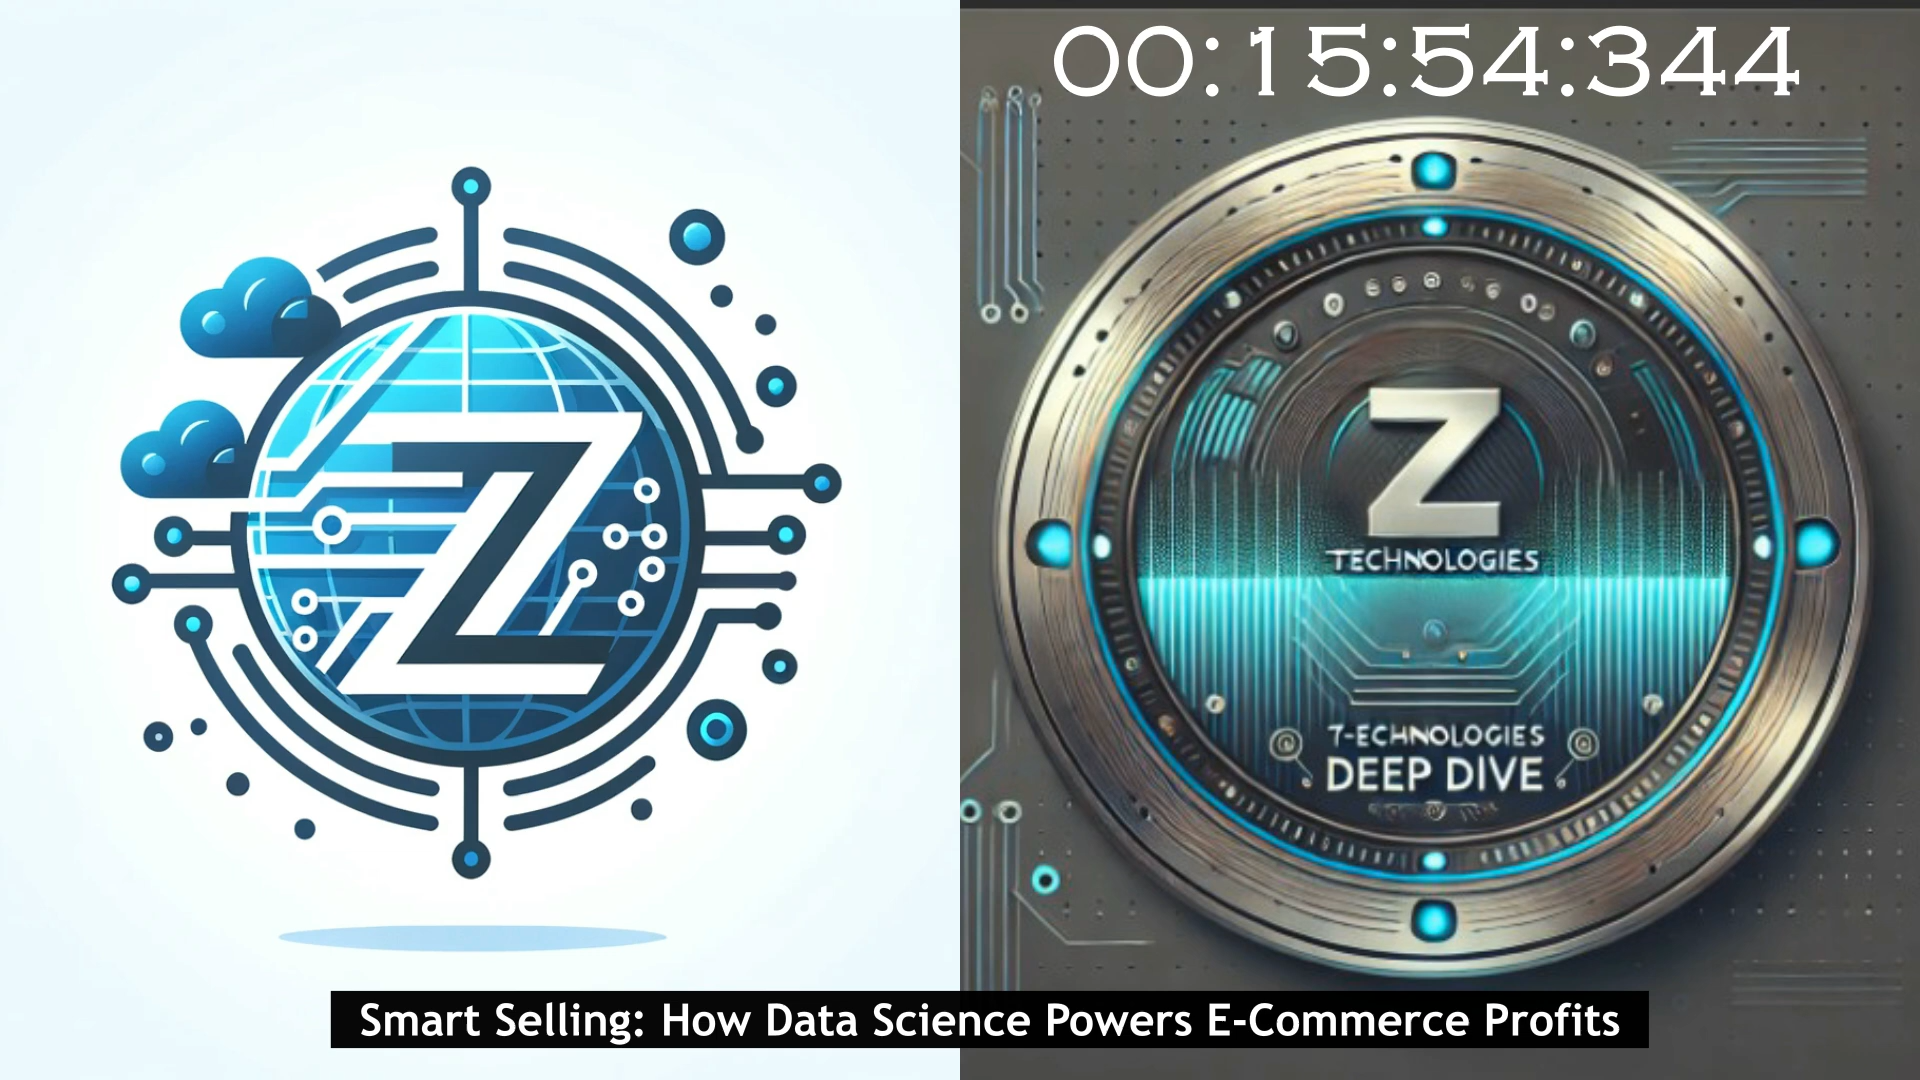 00:15:54:344
Z
Z
TECHNOLOGIES
7-ECHNOLOGIES
DEEP DIVE
Smart Selling: How Data Science Powers E-Commerce Profits